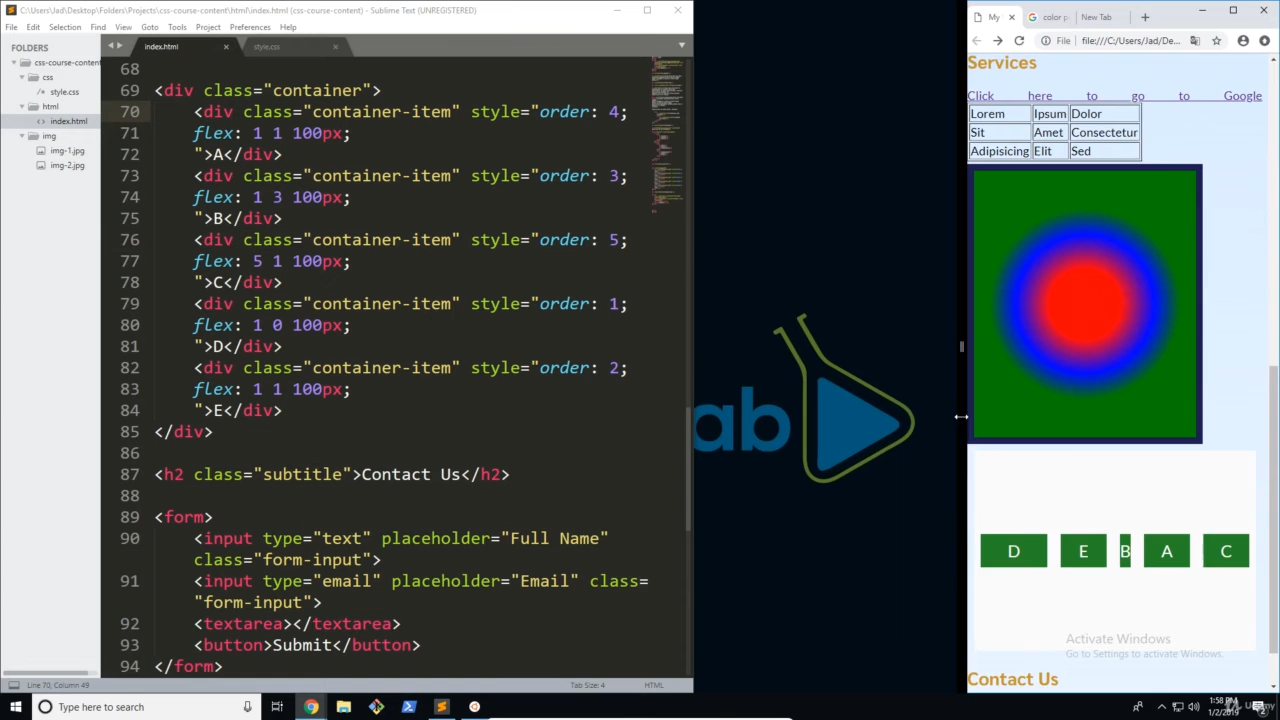 C:\Users\Jad\Desktop\Folders\Projects\css-course-content\html\index.html (css-course-content) - Sublime Text (UNREGISTERED)
File Edit Selection Find View Goto Tools Project Preferences Help
FOLDERS
css-course-content
css
style.css
html
index.html
img
img-1.jpg
img-2.jpg
index.html
style.css
68
69 <div class="container">
70 <div class="container-item" style="order: 4;
71 flex: 1 1 100px;
72 ">A</div>
73 <div class="container-item" style="order: 3;
74 flex: 1 3 100px;
75 ">B</div>
76 <div class="container-item" style="order: 5;
77 flex: 5 1 100px;
78 ">C</div>
79 <div class="container-item" style="order: 1;
80 flex: 1 0 100px;
81 ">D</div>
82 <div class="container-item" style="order: 2;
83 flex: 1 1 100px;
84 ">E</div>
85 </div>
86
87 <h2 class="subtitle">Contact Us</h2>
88
89 <form>
90 <input type="text" placeholder="Full Name"
class="form-input">
91 <input type="email" placeholder="Email" class=
"form-input">
92 <textarea></textarea>
93 <button>Submit</button>
94 </form>
Line 70, Column 49
Tab Size: 4
HTML
ab
My
color p
New Tab
File file:///C:/Users/Jad/De...
Services
Click here go to Google
Lorem Ipsum Dolor
Sit Amet Consectetur
Adipiscing Elit Sed
D E B A C
Activate Windows
Go to Settings to activate Windows.
Contact Us
Type here to search
1:58 PM